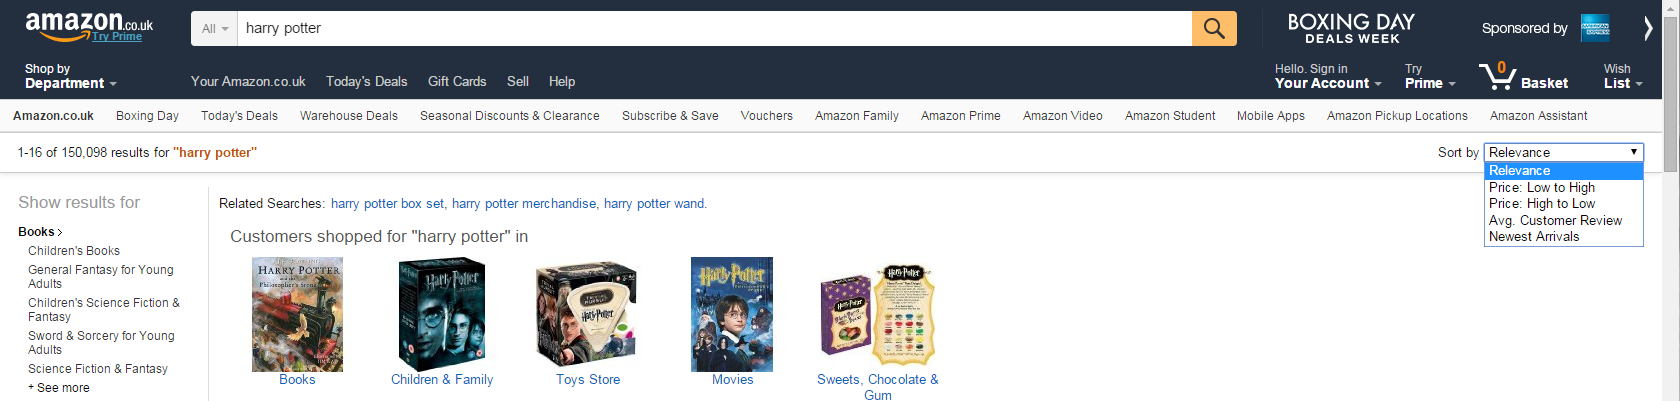 amazon.co.uk
Try Prime
All
harry potter
BOXING DAY
DEALS WEEK
Sponsored by
AMERICAN EXPRESS
Shop by
Department
Your Amazon.co.uk
Today's Deals
Gift Cards
Sell
Help
Hello. Sign in
Your Account
Try
Prime
0
Basket
Wish
List
Amazon.co.uk
Boxing Day
Today's Deals
Warehouse Deals
Seasonal Discounts & Clearance
Subscribe & Save
Vouchers
Amazon Family
Amazon Prime
Amazon Video
Amazon Student
Mobile Apps
Amazon Pickup Locations
Amazon Assistant
1-16 of 150,098 results for "harry potter"
Sort by
Relevance
Relevance
Price: Low to High
Price: High to Low
Avg. Customer Review
Newest Arrivals
Show results for
Books
Children's Books
General Fantasy for Young
Adults
Children's Science Fiction &
Fantasy
Sword & Sorcery for Young
Adults
Science Fiction & Fantasy
+ See more
Related Searches: harry potter box set, harry potter merchandise, harry potter wand.
Customers shopped for "harry potter" in
HARRY POTTER
Philosopher's Stone
Harry Potter
Harry Potter
Harry Potter
Harry Potter
Harry Potter
Books
Children & Family
Toys Store
Movies
Sweets, Chocolate &
Gum